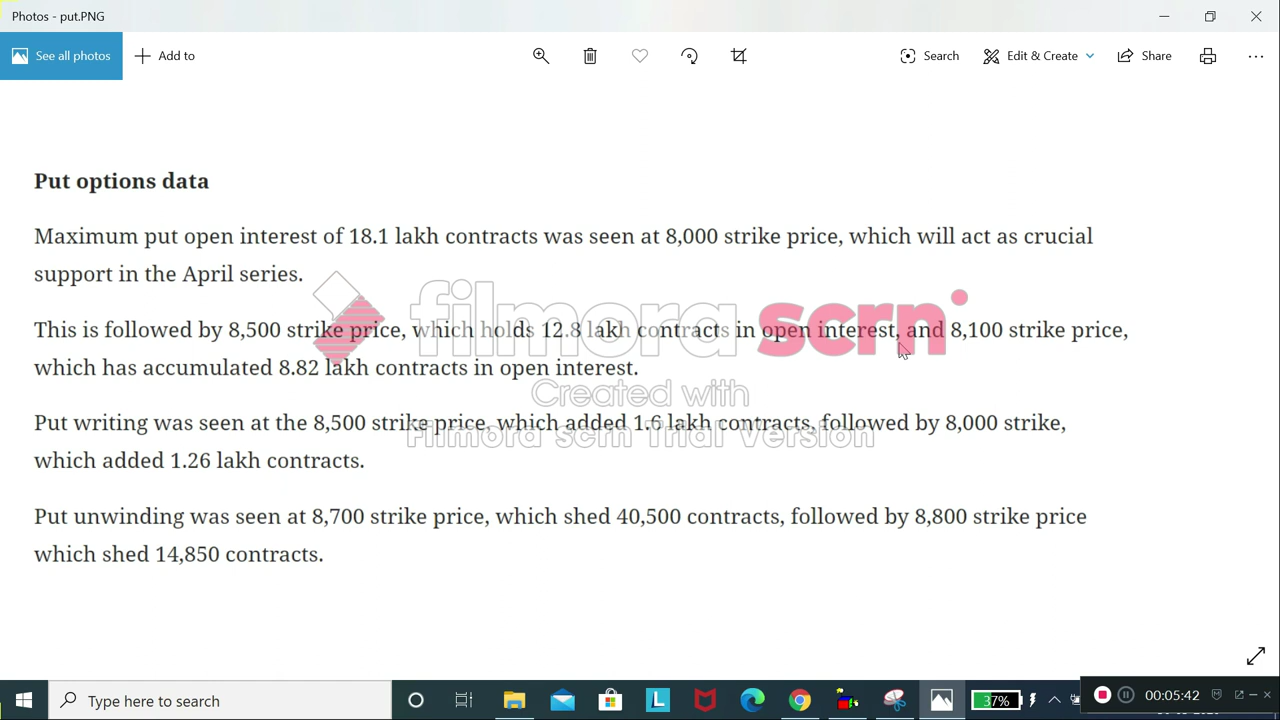 Photos - put.PNG
See all photos
Add to
Search
Edit & Create
Share
Put options data
Maximum put open interest of 18.1 lakh contracts was seen at 8,000 strike price, which will act as crucial
support in the April series.
filmora scrn
This is followed by 8,500 strike price, which holds 12.8 lakh contracts in open interest, and 8,100 strike price,
which has accumulated 8.82 lakh contracts in open interest.
Created with
Put writing was seen at the 8,500 strike price, which added 1.6 lakh contracts, followed by 8,000 strike,
Filmora scrn Trial Version
which added 1.26 lakh contracts.
Put unwinding was seen at 8,700 strike price, which shed 40,500 contracts, followed by 8,800 strike price
which shed 14,850 contracts.
Type here to search
L
37%
00:05:42